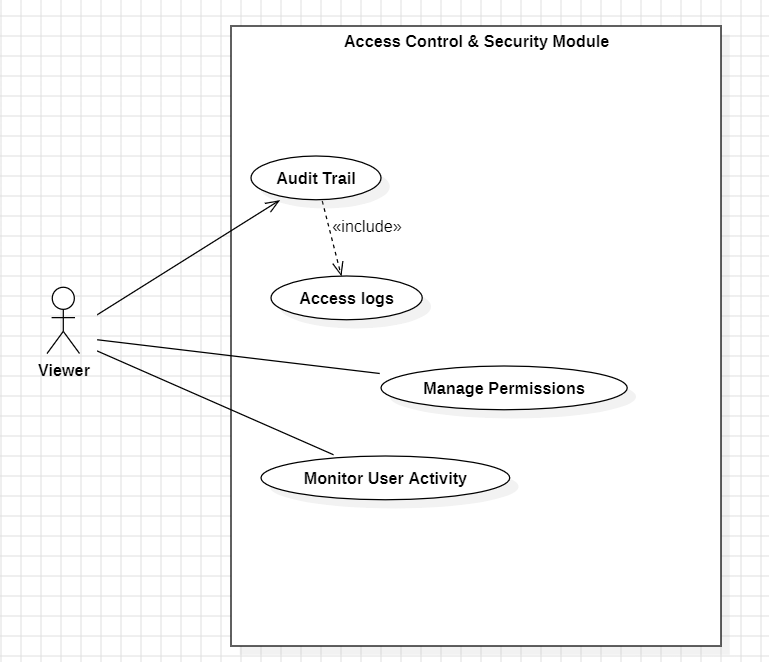 Access Control & Security Module
Audit Trail
«include»
Access logs
Viewer
Manage Permissions
Monitor User Activity